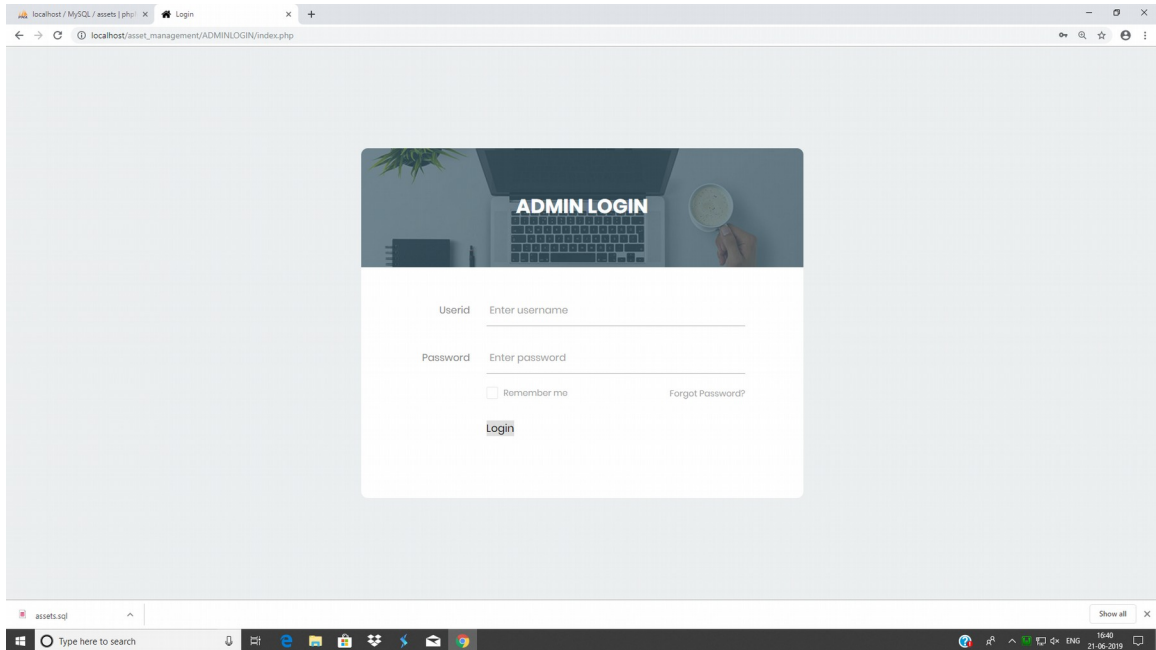 localhost / MySQL / assets | php
Login
localhost/asset_management/ADMINLOGIN/index.php
ADMIN LOGIN
Userid Enter username
Password Enter password
Remember me Forgot Password?
Login
assets.sql
Show all
Type here to search
ENG
16:40
21-06-2019